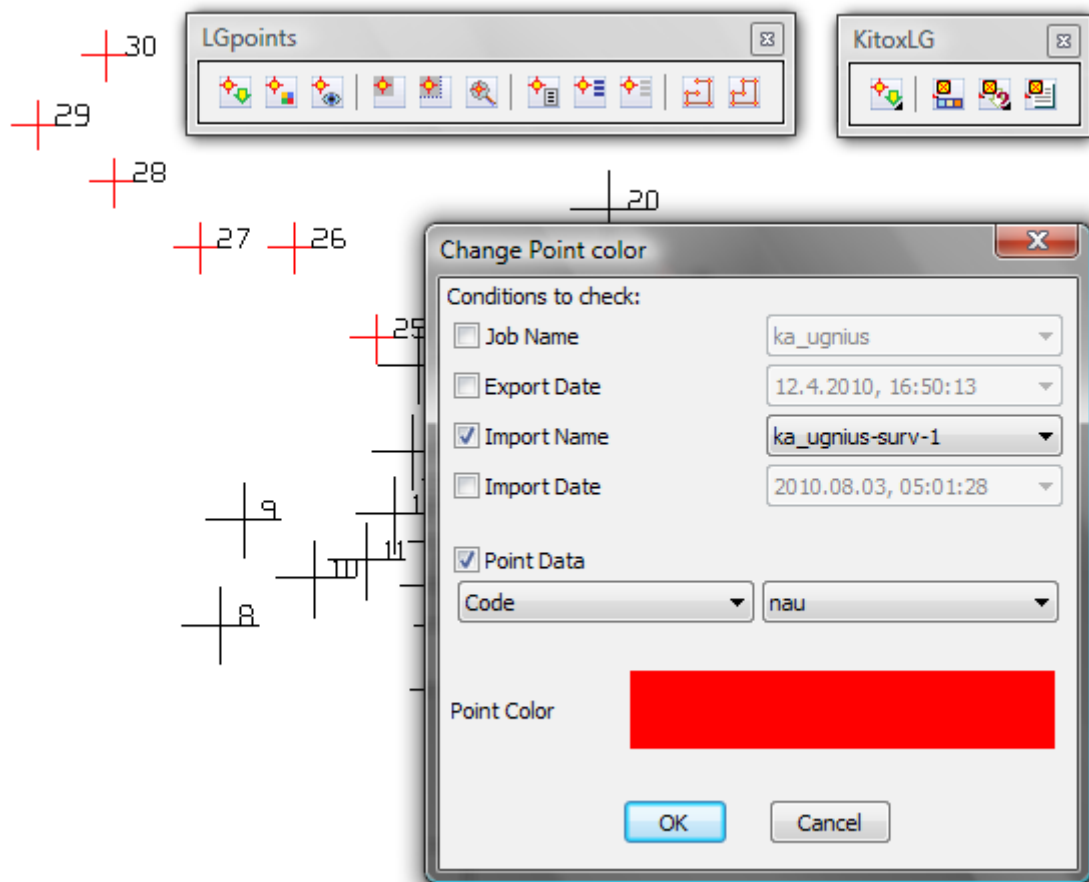 30
LGpoints
KitoxLG
29
28
20
27
26
Change Point color
Conditions to check:
25
Job Name
ka_ugnius
Export Date
12.4.2010, 16:50:13
Import Name
ka_ugnius-surv-1
Import Date
2010.08.03, 05:01:28
9
11
10
Point Data
Code
nau
8
Point Color
OK
Cancel